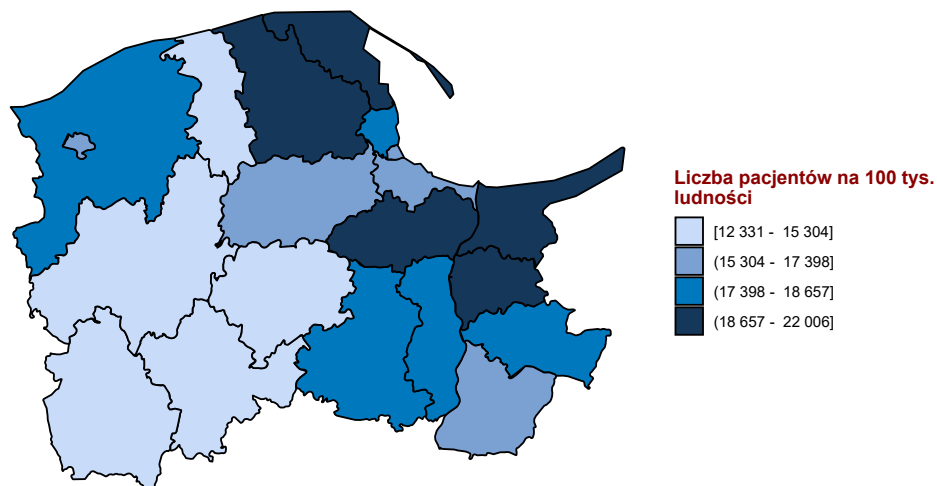 Liczba pacjentów na 100 tys.
ludności
[12 331 - 15 304]
(15 304 - 17 398]
(17 398 - 18 657]
(18 657 - 22 006]